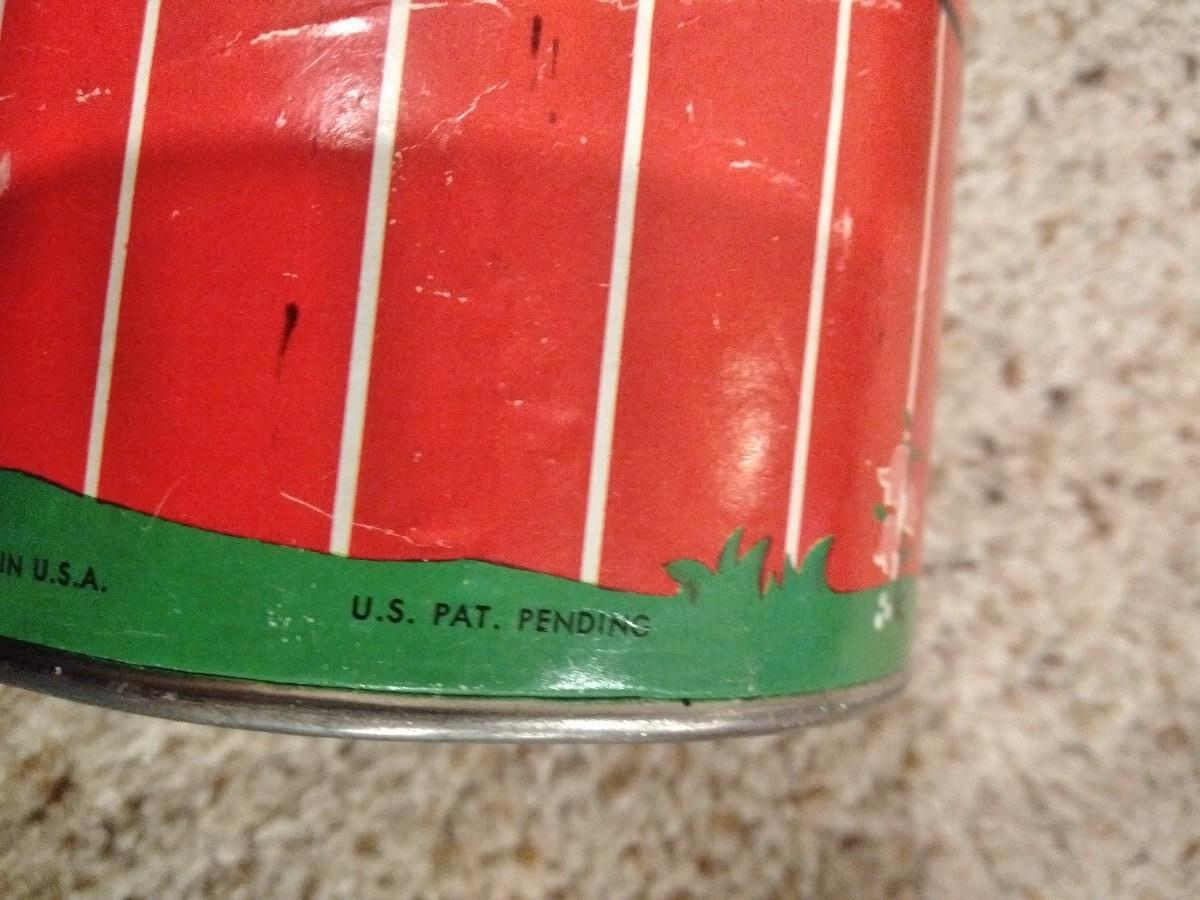 IN U.S.A.
U.S. PAT. PENDING